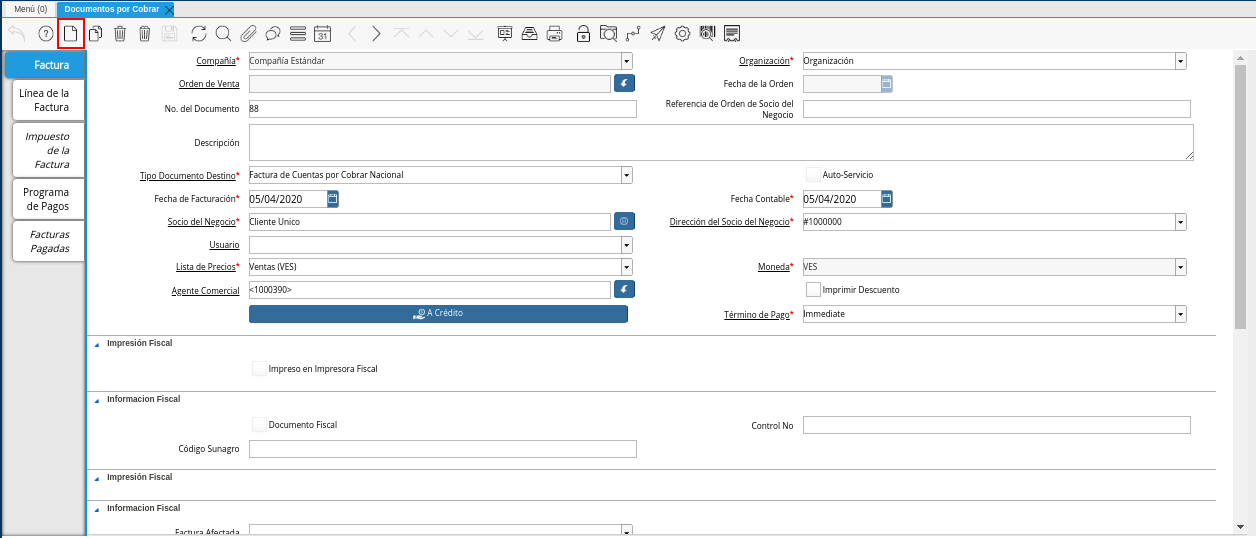 Menú (0)
Documentos por Cobrar
?
31
Factura
Línea de la
Factura
Impuesto
de la
Factura
Programa
de Pagos
Facturas
Pagadas
Compañía* Compañía Estándar
Organización* Organización
Orden de Venta
Fecha de la Orden
No. del Documento 88
Referencia de Orden de Socio del
Negocio
Descripción
Tipo Documento Destino* Factura de Cuentas por Cobrar Nacional
Auto-Servicio
Fecha de Facturación* 05/04/2020
Fecha Contable* 05/04/2020
Socio del Negocio* Cliente Unico
Dirección del Socio del Negocio* #1000000
Usuario
Lista de Precios* Ventas (VES)
Moneda* VES
Agente Comercial <1000390>
Imprimir Descuento
A Crédito
Término de Pago* Immediate
Impresión Fiscal
Impreso en Impresora Fiscal
Informacion Fiscal
Documento Fiscal
Control No
Código Sunagro
Impresión Fiscal
Informacion Fiscal
Factura Afectada